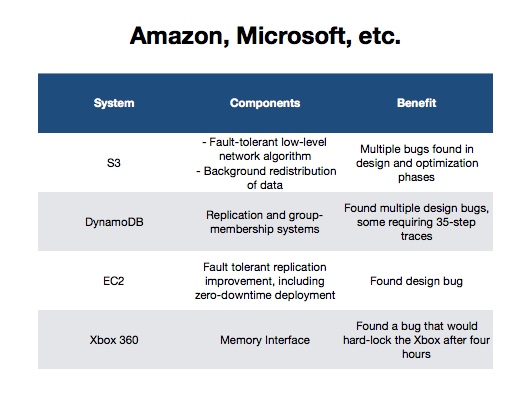 Amazon, Microsoft, etc.
System Components Benefit
S3
- Fault-tolerant low-level
network algorithm
- Background redistribution
of data
Multiple bugs found in
design and optimization
phases
DynamoDB
Replication and group-
membership systems
Found multiple design bugs,
some requiring 35-step
traces
EC2
Fault tolerant replication
improvement, including
zero-downtime deployment
Found design bug
Xbox 360
Memory Interface
Found a bug that would
hard-lock the Xbox after four
hours